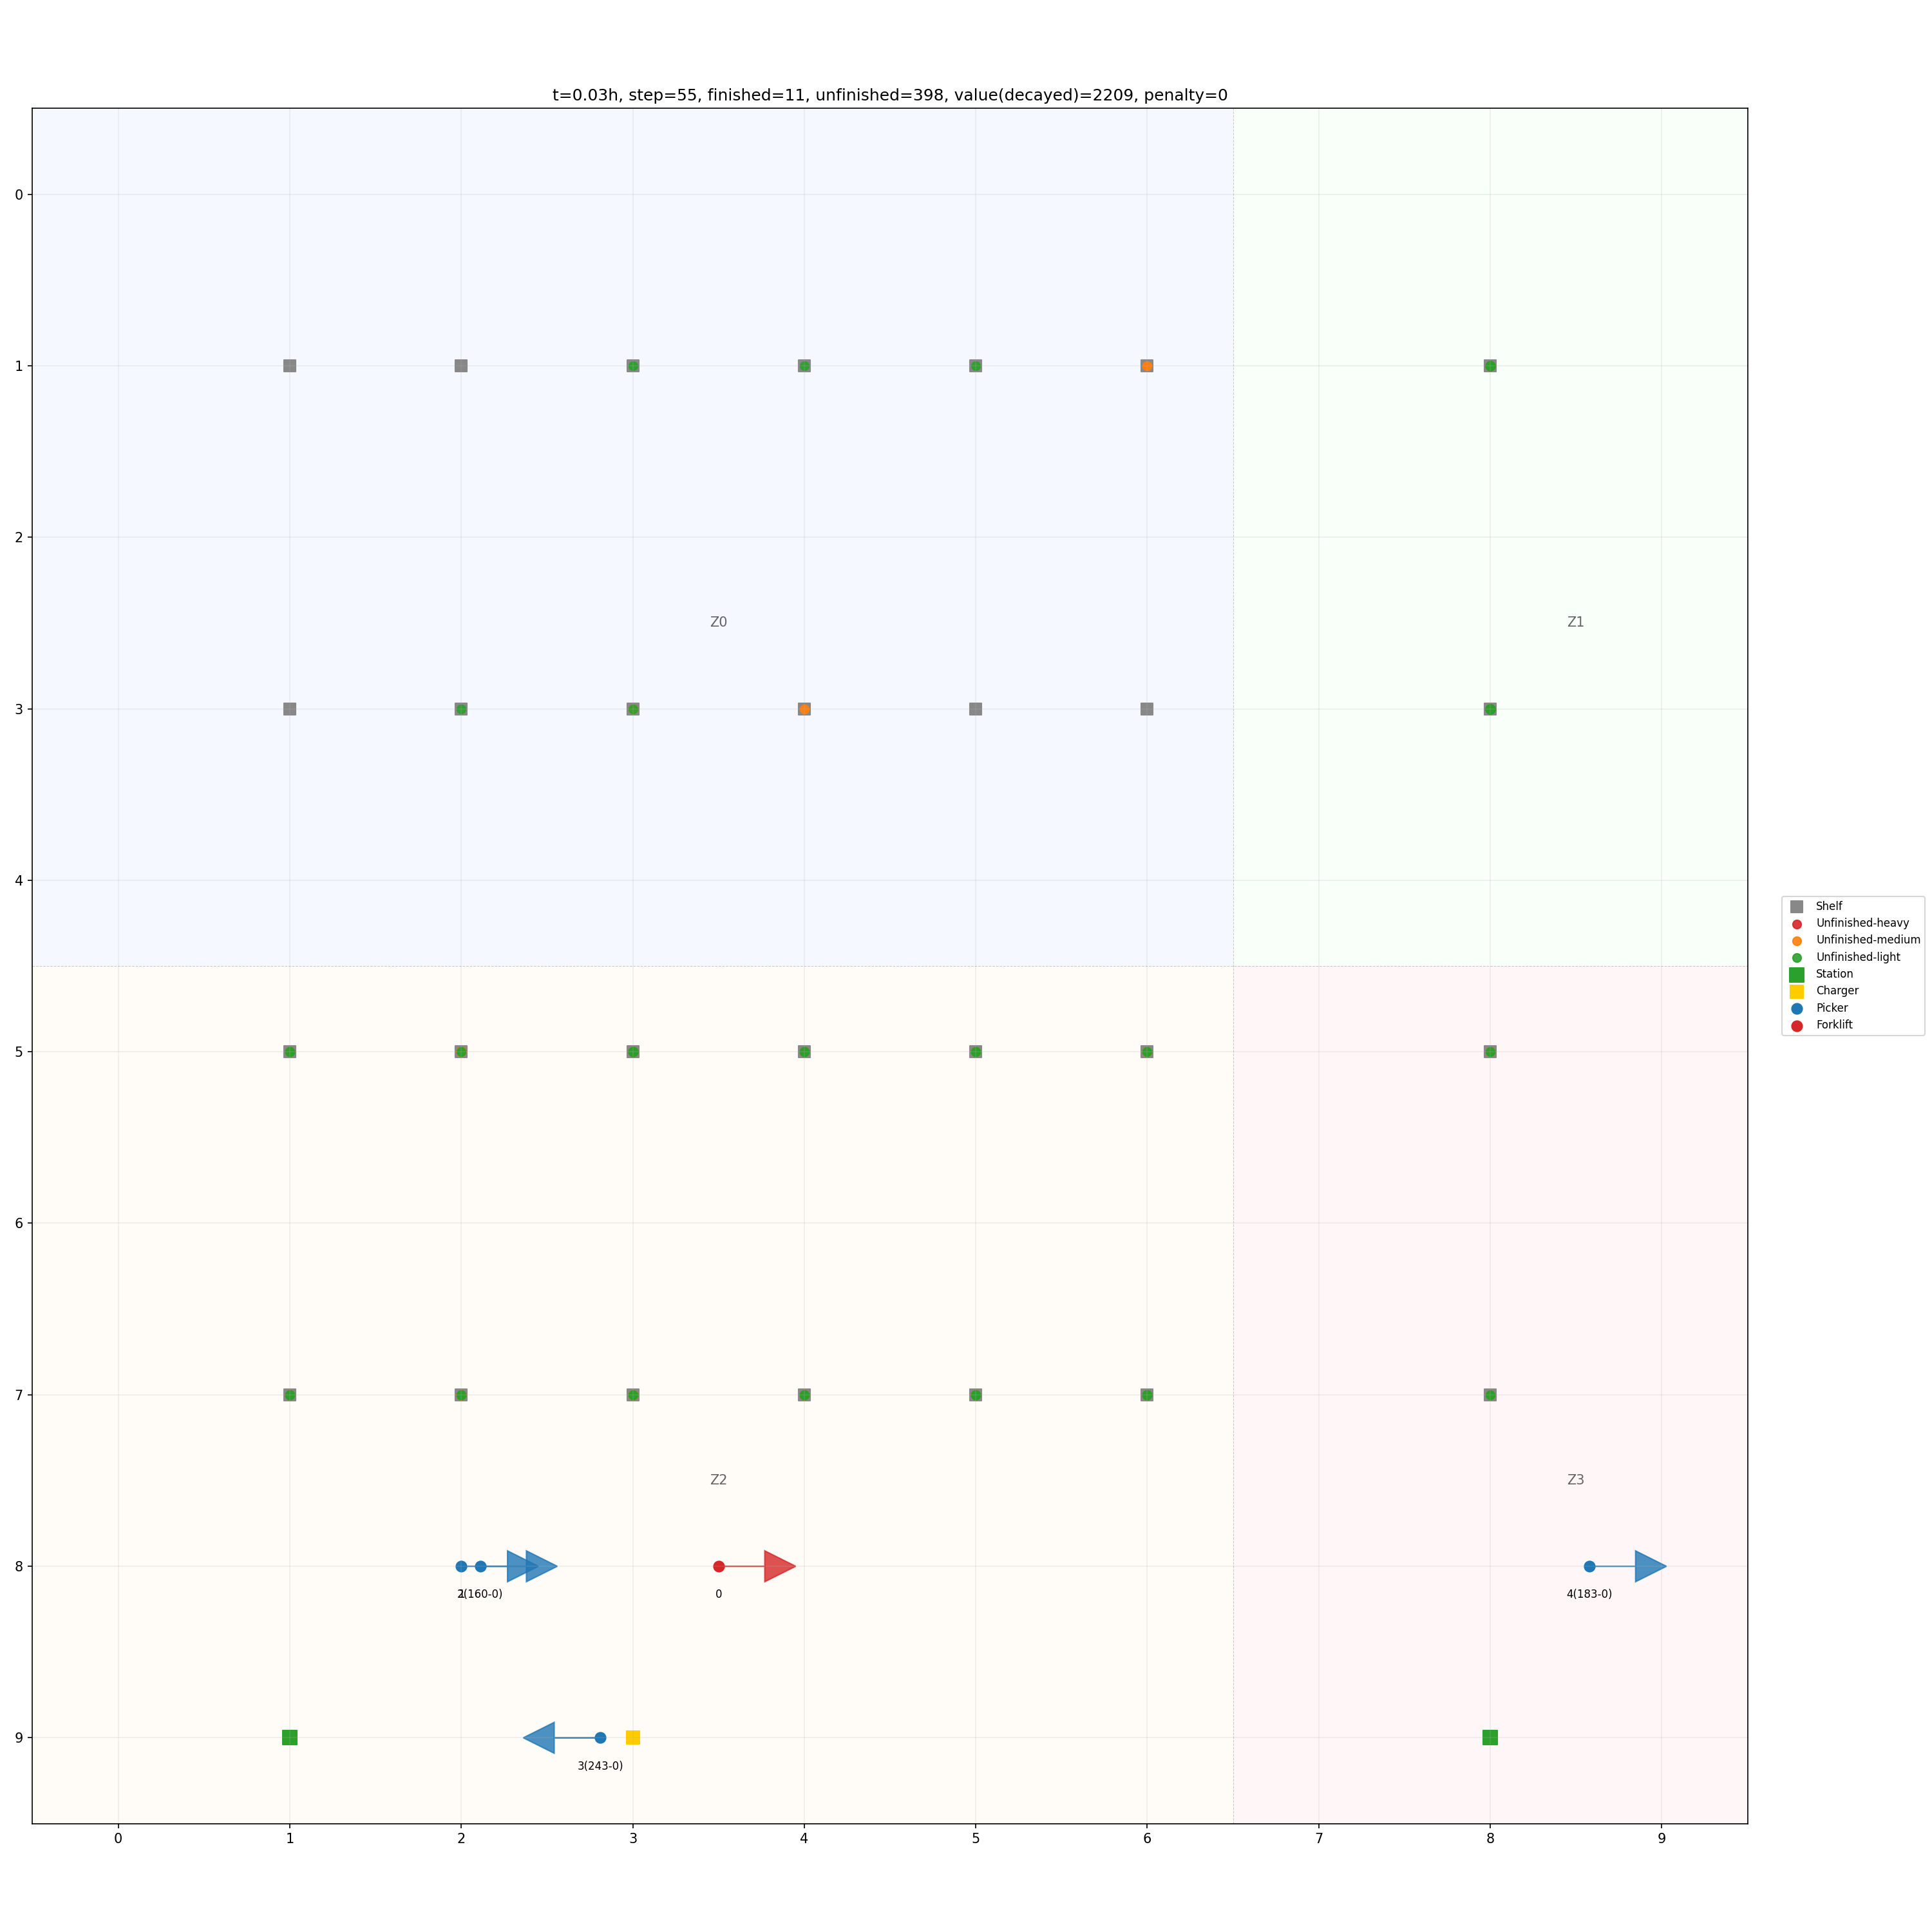 t=0.03h, step=55, finished=11, unfinished=398, value(decayed)=2209, penalty=0
0
1
2
Z0
Z1
3
4
Shelf
Unfinished-heavy
Unfinished-medium
Unfinished-light
Station
Charger
Picker
Forklift
5
6
7
Z2
Z3
8
(160-0)
0
4(183-0)
9
3(243-0)
0 1 2 3 4 5 6 7 8 9